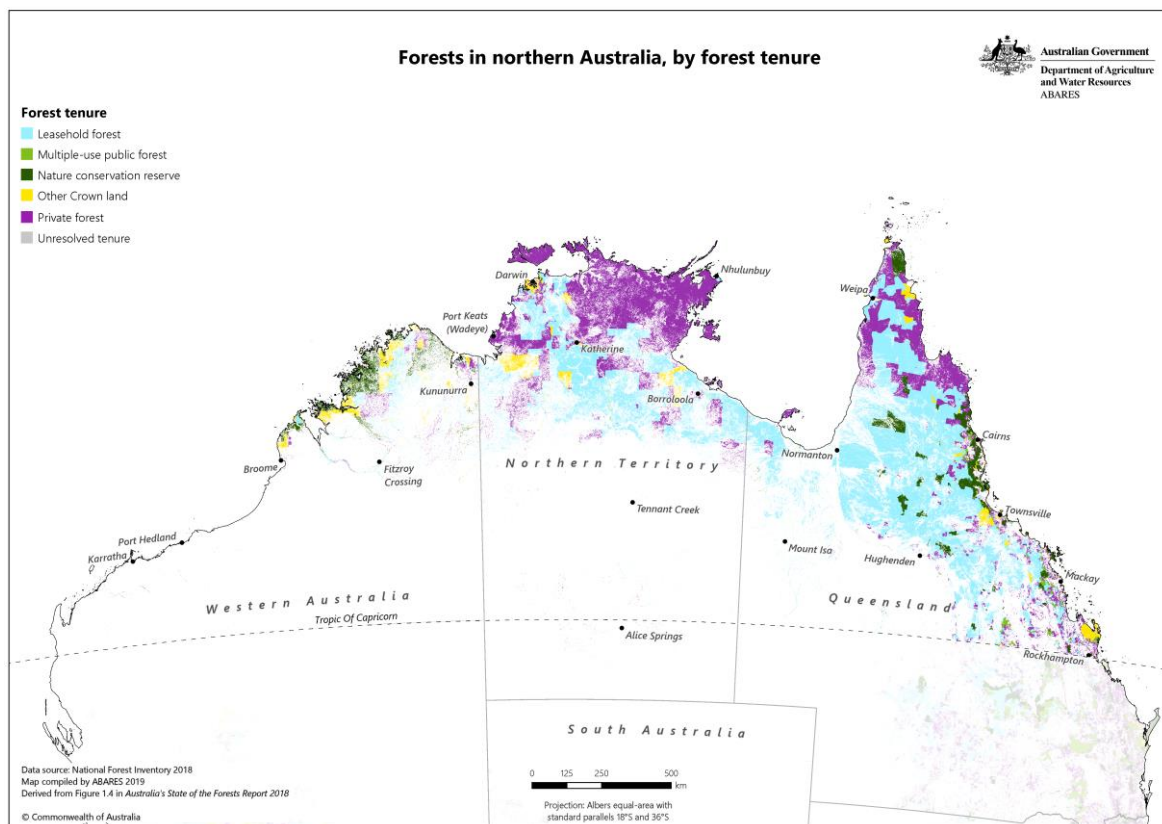 Forests in northern Australia, by forest tenure
Australian Government
Department of Agriculture
and Water Resources
ABARES
Forest tenure
Leasehold forest
Multiple-use public forest
Nature conservation reserve
Other Crown land
Private forest
Unresolved tenure
Darwin
Nhulunbuy
Weipa
Port Keats
(Wadeye)
Katherine
Kununurra
Borroloola
Cairns
Broome
Fitzroy
Crossing
Northern Territory
Normanton
Tennant Creek
Townsville
Port Hedland
Karratha
Mount Isa
Hughenden
Mackay
Western Australia
Queensland
Tropic Of Capricorn
Alice Springs
Rockhampton
South Australia
0 125 250 500
km
Projection: Albers equal-area with
standard parallels 18°S and 36°S
Data source: National Forest Inventory 2018
Map compiled by ABARES 2019
Derived from Figure 1.4 in Australia's State of the Forests Report 2018
© Commonwealth of Australia